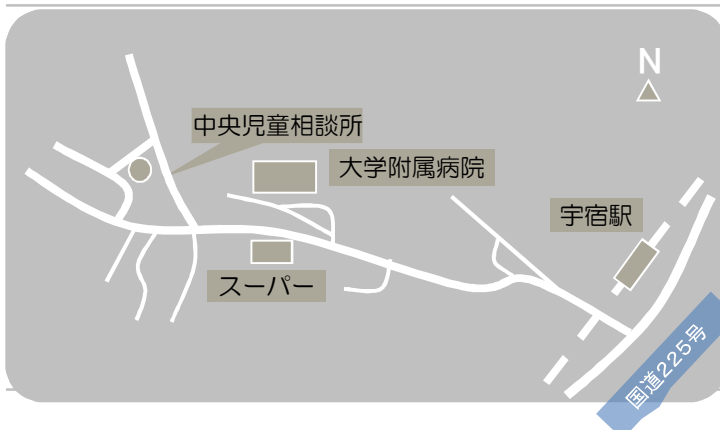 N
中央児童相談所
大学附属病院
宇宿駅
スーパー
国道225号